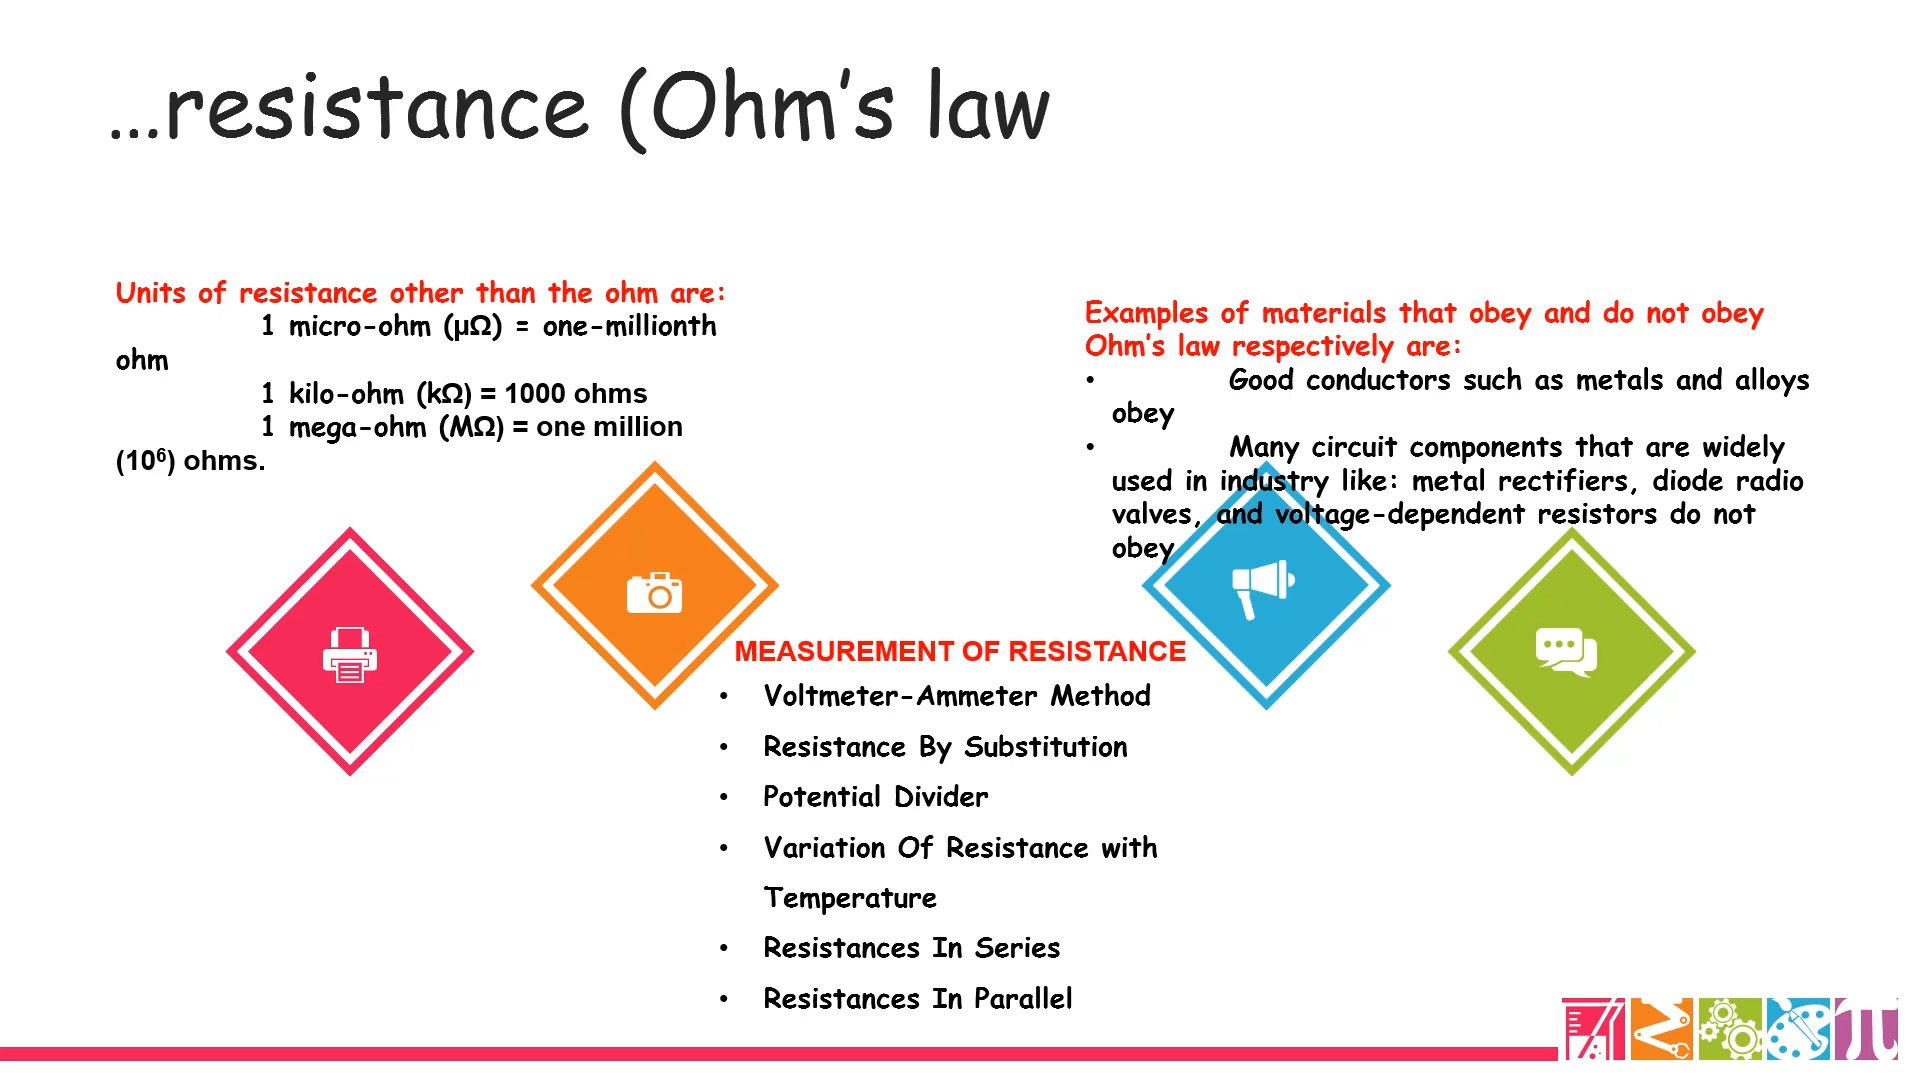 ...resistance (Ohm’s law
Units of resistance other than the ohm are:
1 micro-ohm (µΩ) = one-millionth
ohm
1 kilo-ohm (kΩ) = 1000 ohms
1 mega-ohm (MΩ) = one million
(10⁶) ohms.
Examples of materials that obey and do not obey
Ohm’s law respectively are:
• Good conductors such as metals and alloys
obey
• Many circuit components that are widely
used in industry like: metal rectifiers, diode radio
valves, and voltage-dependent resistors do not
obey
MEASUREMENT OF RESISTANCE
• Voltmeter-Ammeter Method
• Resistance By Substitution
• Potential Divider
• Variation Of Resistance with
Temperature
• Resistances In Series
• Resistances In Parallel
π